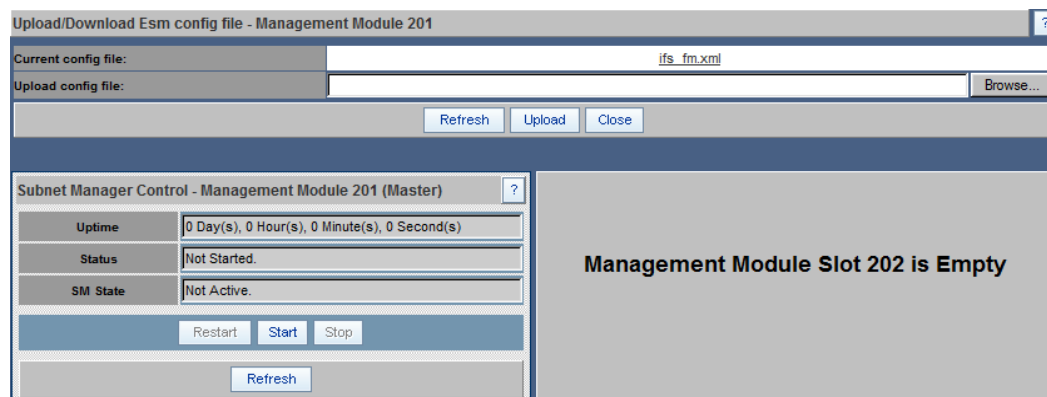 Upload/Download Esm config file - Management Module 201
?
Current config file:
ifs_fm.xml
Upload config file:
Browse...
Refresh Upload Close
Subnet Manager Control - Management Module 201 (Master)
?
Uptime
0 Day(s), 0 Hour(s), 0 Minute(s), 0 Second(s)
Status
Not Started.
SM State
Not Active.
Restart Start Stop
Refresh
Management Module Slot 202 is Empty